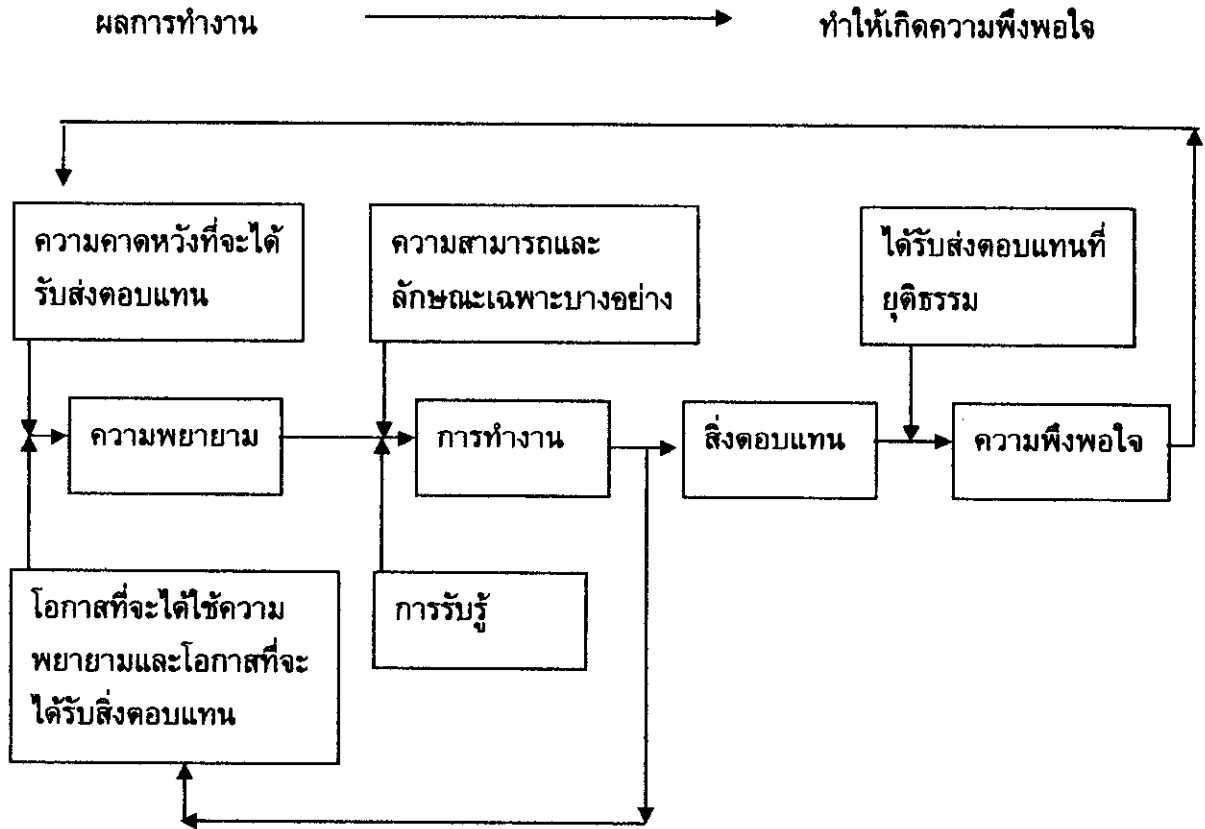 ผลการทำงาน ทำให้เกิดความพึงพอใจ
ความคาดหวังที่จะได้
รับส่งตอบแทน
ความสามารถและ
ลักษณะเฉพาะบางอย่าง
ได้รับส่งตอบแทนที่
ยุติธรรม
ความพยายาม
การทำงาน
สิ่งตอบแทน
ความพึงพอใจ
โอกาสที่จะได้ใช้ความ
พยายามและโอกาสที่จะ
ได้รับสิ่งตอบแทน
การรับรู้